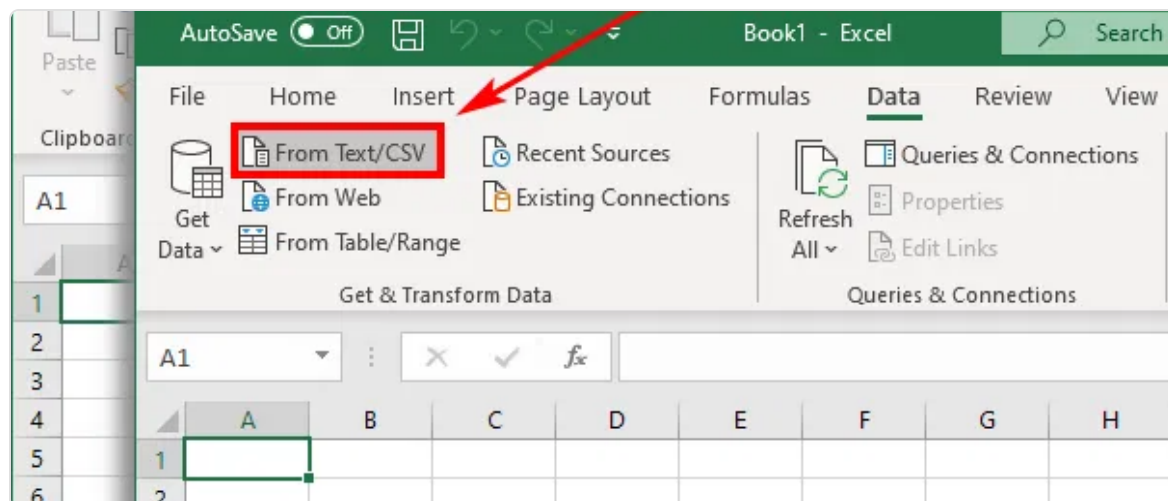 AutoSave Off Book1 - Excel Search
Paste
File Home Insert Page Layout Formulas Data Review View
Clipboard
From Text/CSV Recent Sources Queries & Connections
A1 From Web Existing Connections Properties
Get Data Refresh All
From Table/Range Edit Links
Get & Transform Data Queries & Connections
A1 fx
A
A B C D E F G H
1
2
3
4
5
6
1
2